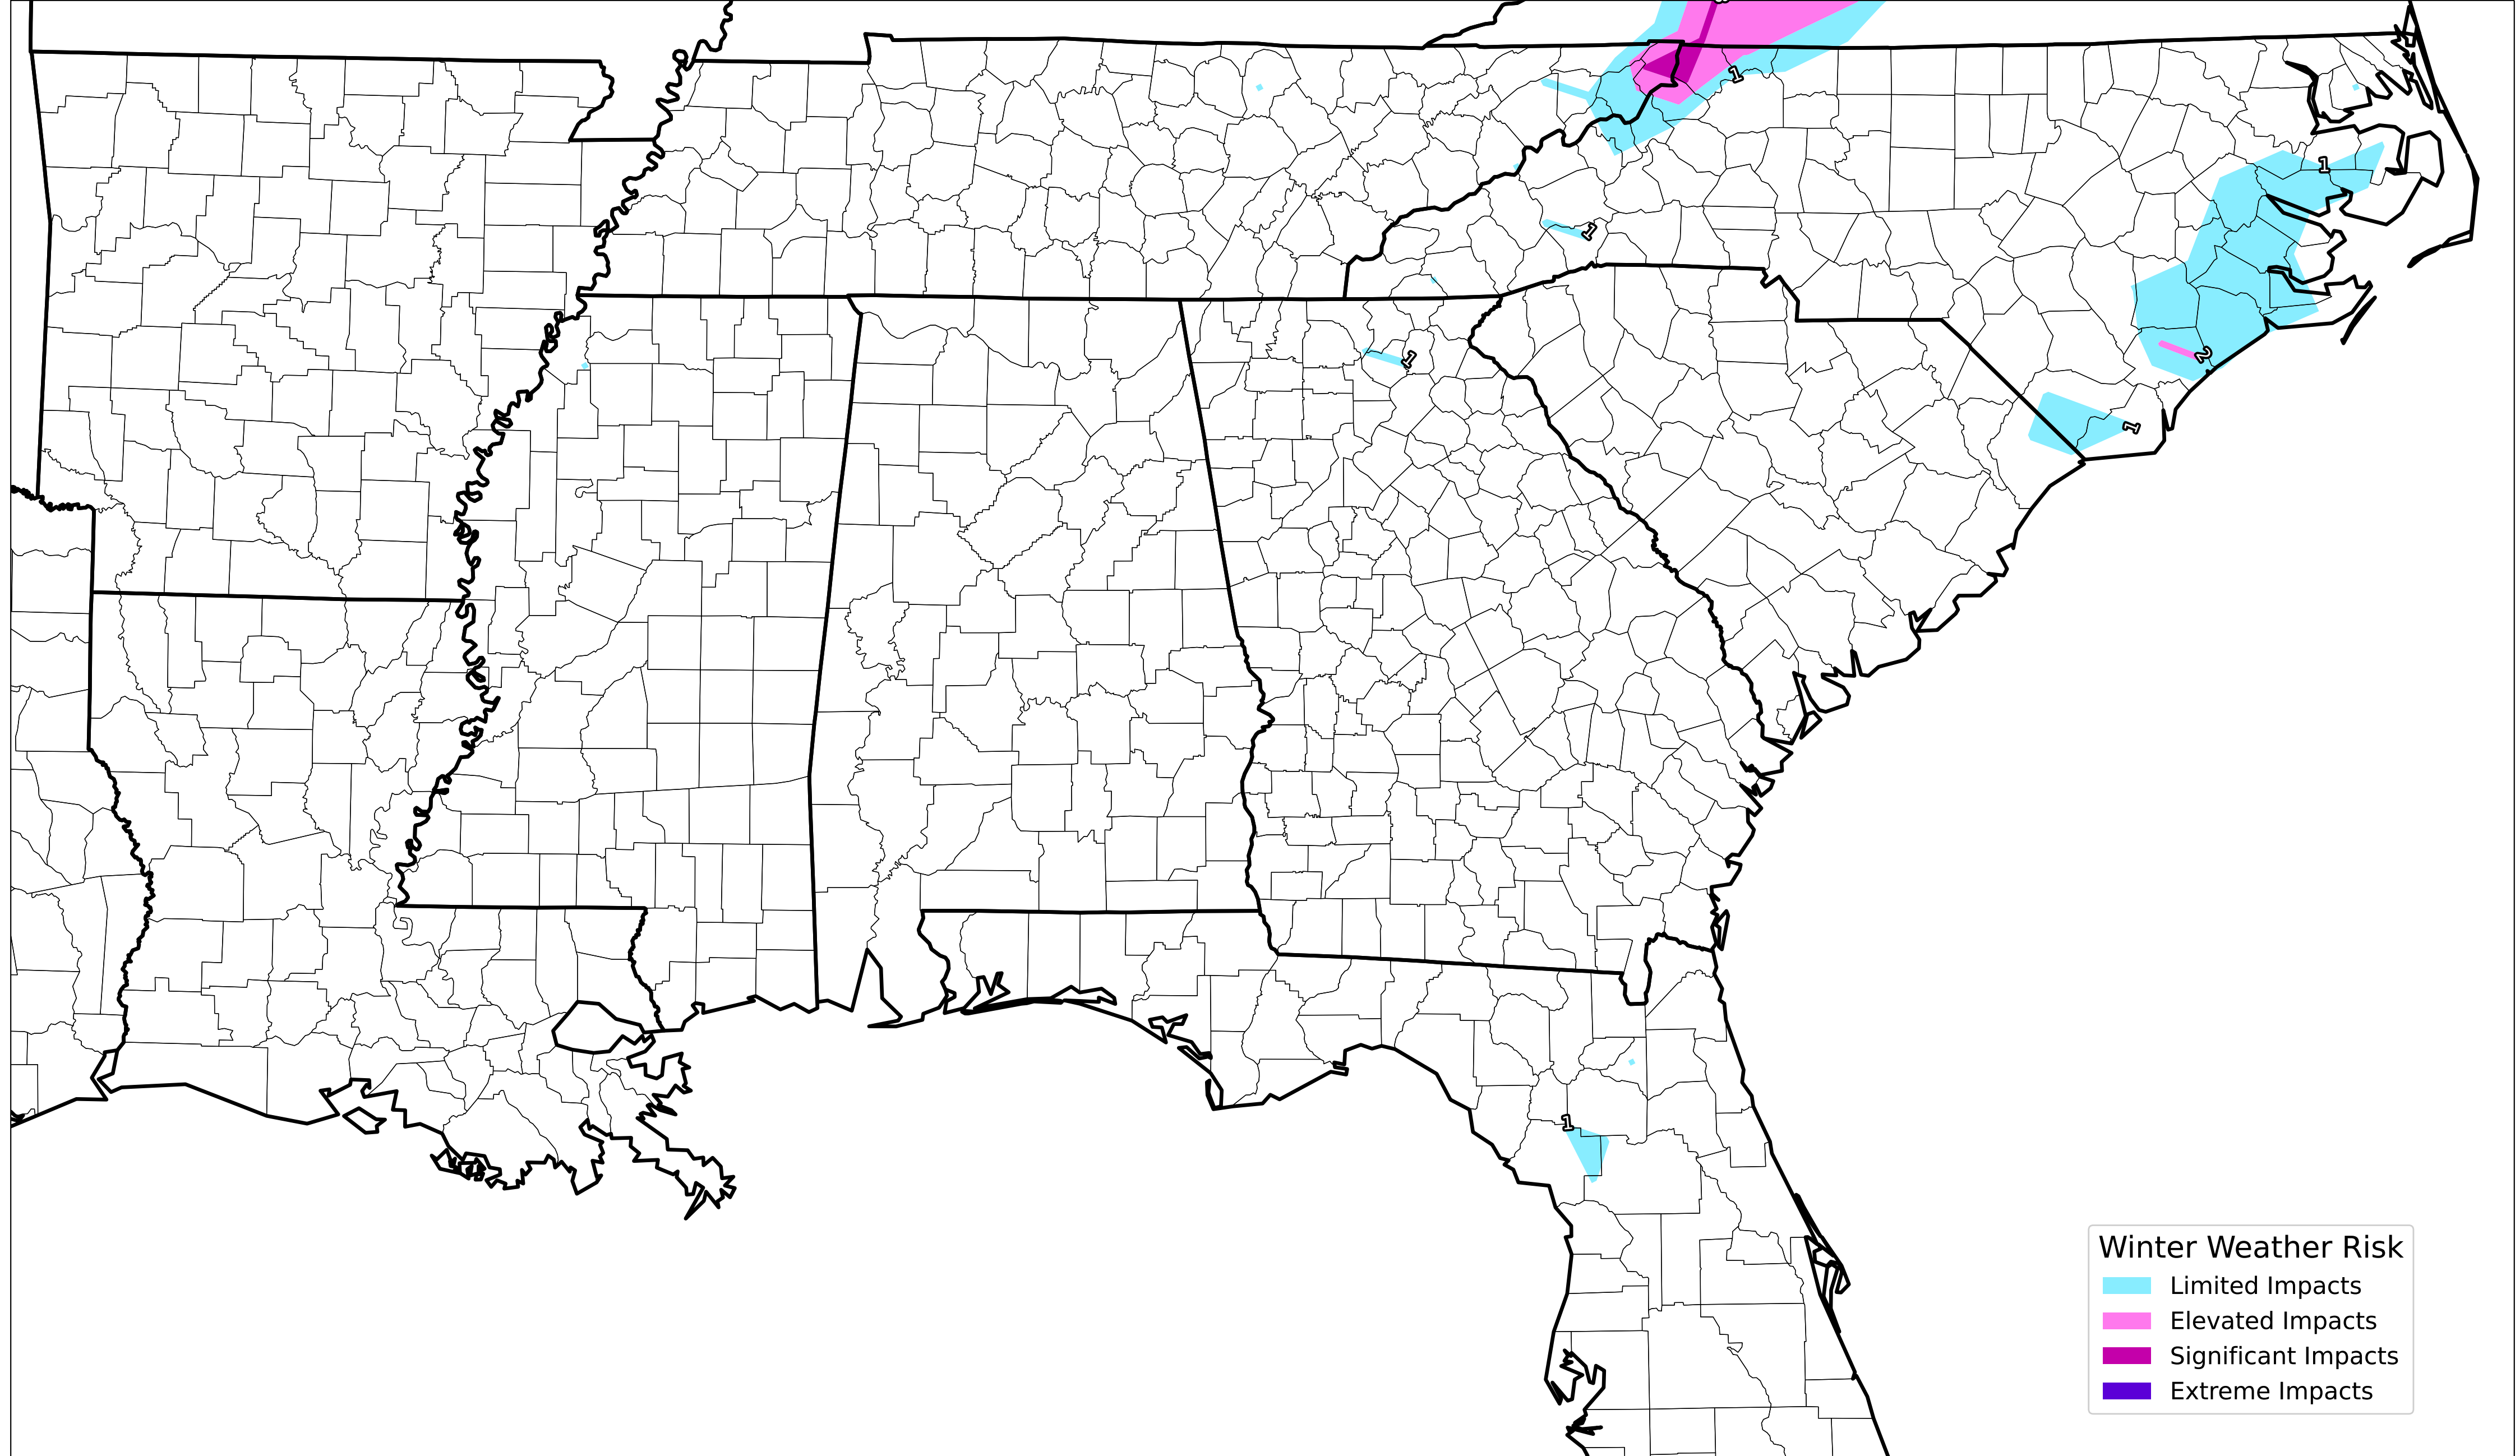 1
1
1
1
2
1
1
Winter Weather Risk
Limited Impacts
Elevated Impacts
Significant Impacts
Extreme Impacts